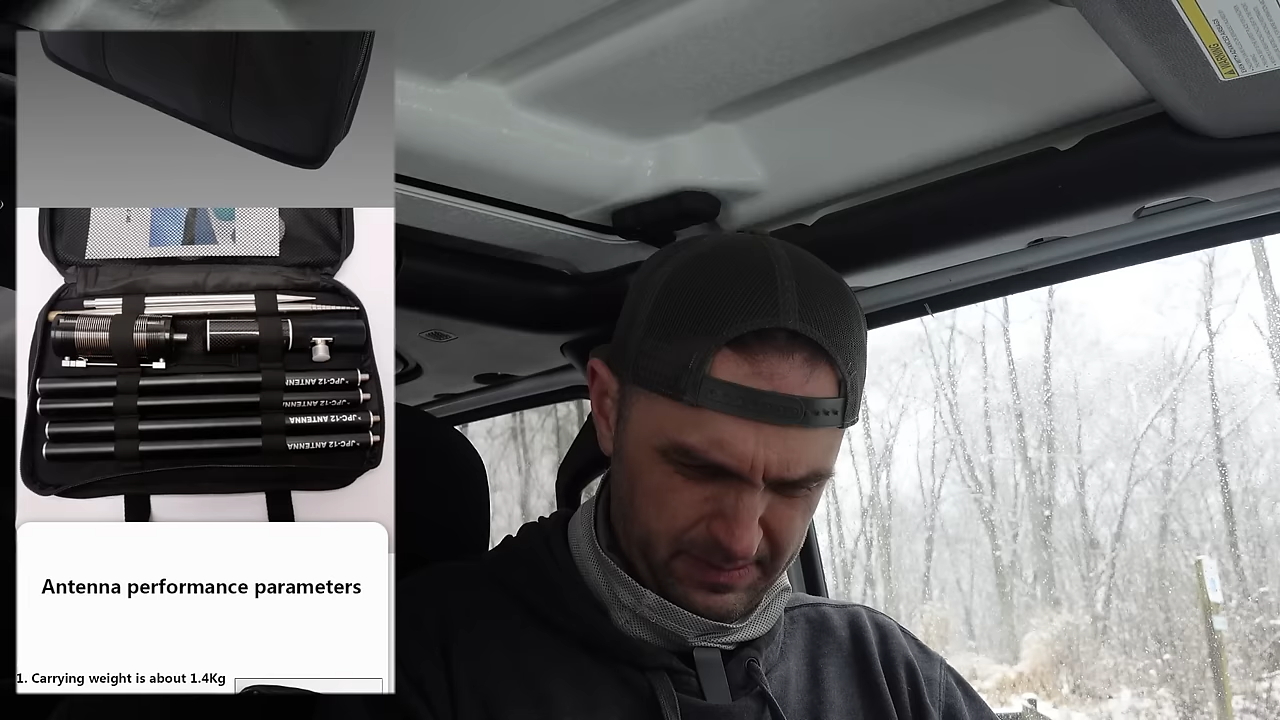 JPC-12 ANTENNA
JPC-12 ANTENNA
JPC-12 ANTENNA
JPC-12 ANTENNA
Antenna performance parameters
1. Carrying weight is about 1.4Kg
WARNING